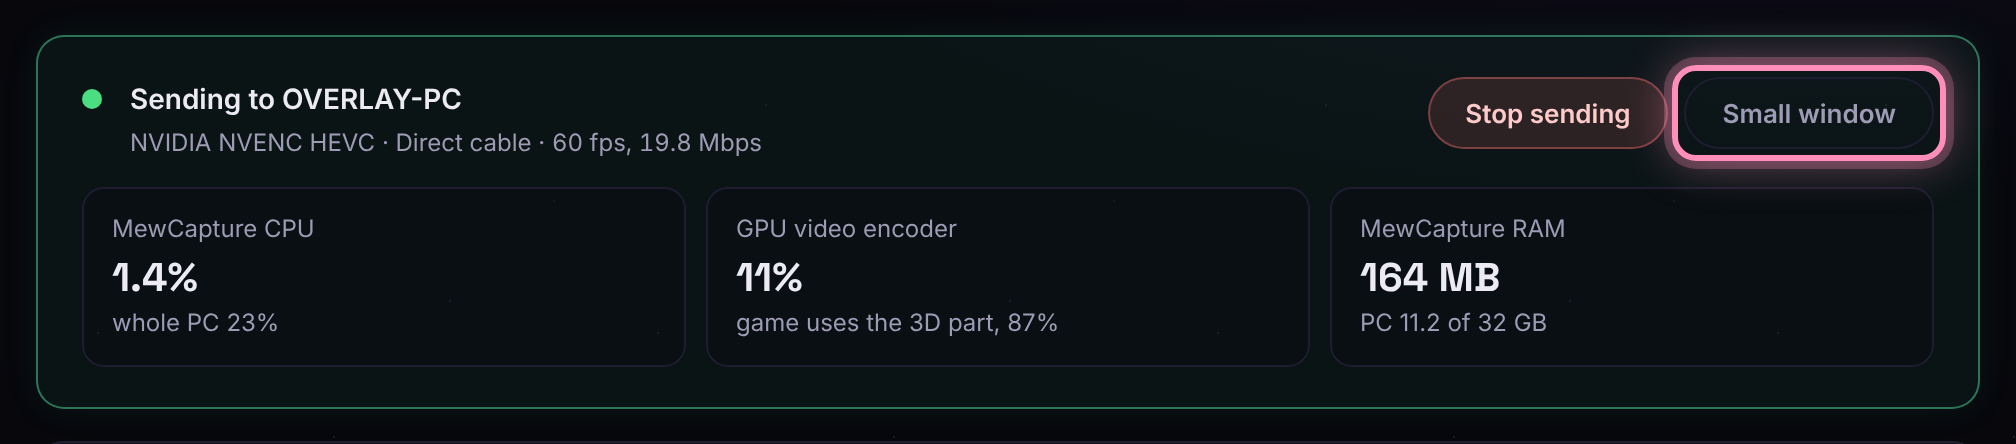 Sending to OVERLAY-PC
NVIDIA NVENC HEVC · Direct cable · 60 fps, 19.8 Mbps
Stop sending
Small window
MewCapture CPU
1.4%
whole PC 23%
GPU video encoder
11%
game uses the 3D part, 87%
MewCapture RAM
164 MB
PC 11.2 of 32 GB